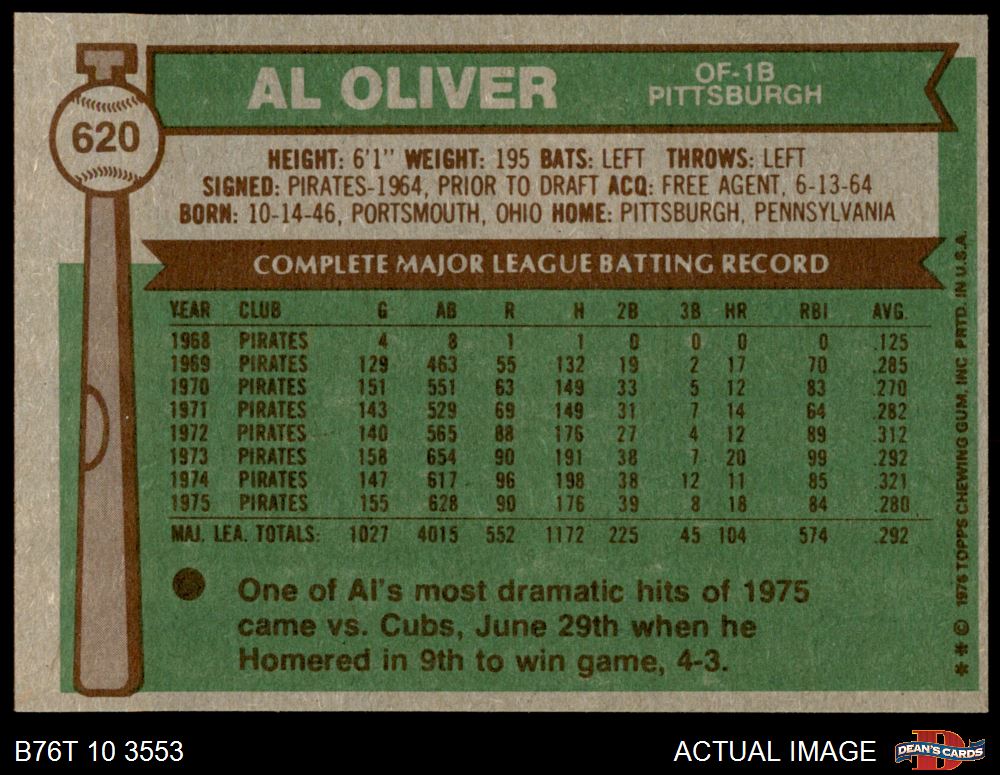 620
AL OLIVER
OF-1B
PITTSBURGH
HEIGHT: 6'1" WEIGHT: 195 BATS: LEFT THROWS: LEFT
SIGNED: PIRATES-1964, PRIOR TO DRAFT ACQ: FREE AGENT, 6-13-64
BORN: 10-14-46, PORTSMOUTH, OHIO HOME: PITTSBURGH, PENNSYLVANIA
COMPLETE MAJOR LEAGUE BATTING RECORD
YEAR CLUB G AB R H 2B 3B HR RBI AVG.
1968 PIRATES 4 8 1 1 0 0 0 0 .125
1969 PIRATES 129 463 55 132 19 2 17 70 .285
1970 PIRATES 151 551 63 149 33 5 12 83 .270
1971 PIRATES 143 529 69 149 31 7 14 64 .282
1972 PIRATES 140 565 88 176 27 4 12 89 .312
1973 PIRATES 158 654 90 191 38 7 20 99 .292
1974 PIRATES 147 617 96 198 38 12 11 85 .321
1975 PIRATES 155 628 90 176 39 8 18 84 .280
MAJ. LEA. TOTALS: 1027 4015 552 1172 225 45 104 574 .292
One of Al's most dramatic hits of 1975
came vs. Cubs, June 29th when he
Homered in 9th to win game, 4-3.
** © 1976 TOPPS CHEWING GUM, INC PRTD. IN U.S.A.
B76T 10 3553
ACTUAL IMAGE
DEAN'S CARDS